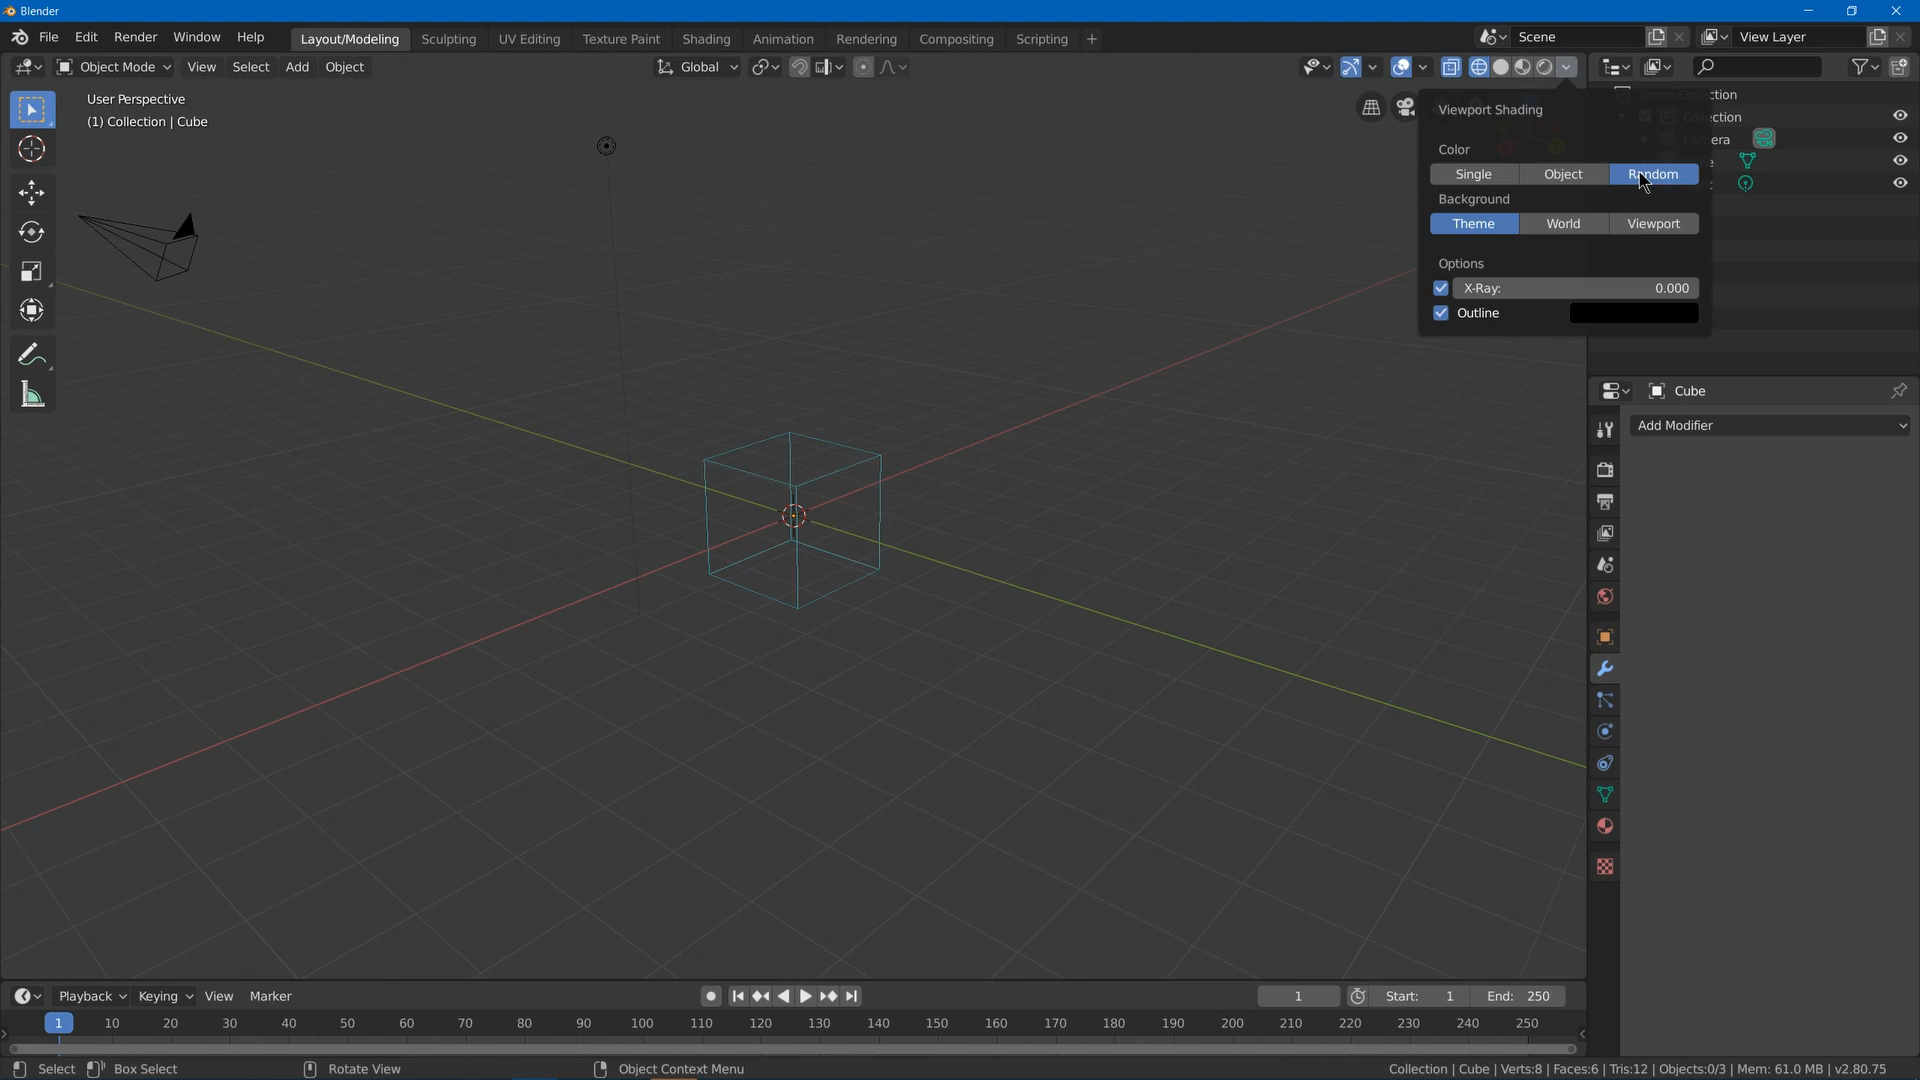 Blender
File Edit Render Window Help Layout/Modeling Sculpting UV Editing Texture Paint Shading Animation Rendering Compositing Scripting + Scene View Layer
Object Mode View Select Add Object Global
User Perspective
(1) Collection | Cube
Viewport Shading
Color
Single Object Random
Background
Theme World Viewport
Options
X-Ray: 0.000
Outline
Cube
Add Modifier
Playback Keying View Marker 1 Start: 1 End: 250
1 10 20 30 40 50 60 70 80 90 100 110 120 130 140 150 160 170 180 190 200 210 220 230 240 250
Select Box Select Rotate View Object Context Menu Collection | Cube | Verts:8 | Faces:6 | Tris:12 | Objects:0/3 | Mem: 61.0 MB | v2.80.75